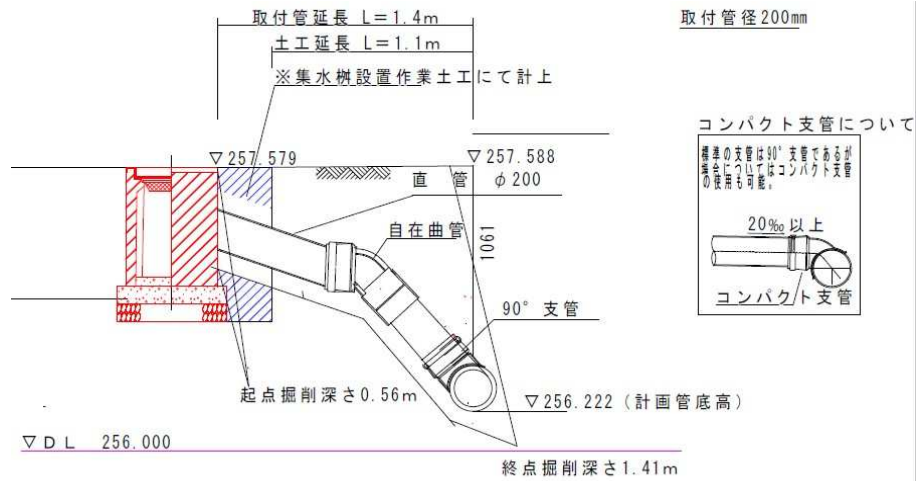 取付管延長 L=1.4m
取付管径200mm
土工延長 L=1.1m
※集水桝設置作業土工にて計上
コンパクト支管について
標準の支管は90°支管であるが
場合についてはコンパクト支管
の使用も可能。
▽257.579
▽257.588
直 管 φ200
自在曲管
1061
20‰以上
コンパクト支管
90°支管
起点掘削深さ0.56m
▽256.222(計画管底高)
▽DL 256.000
終点掘削深さ1.41m